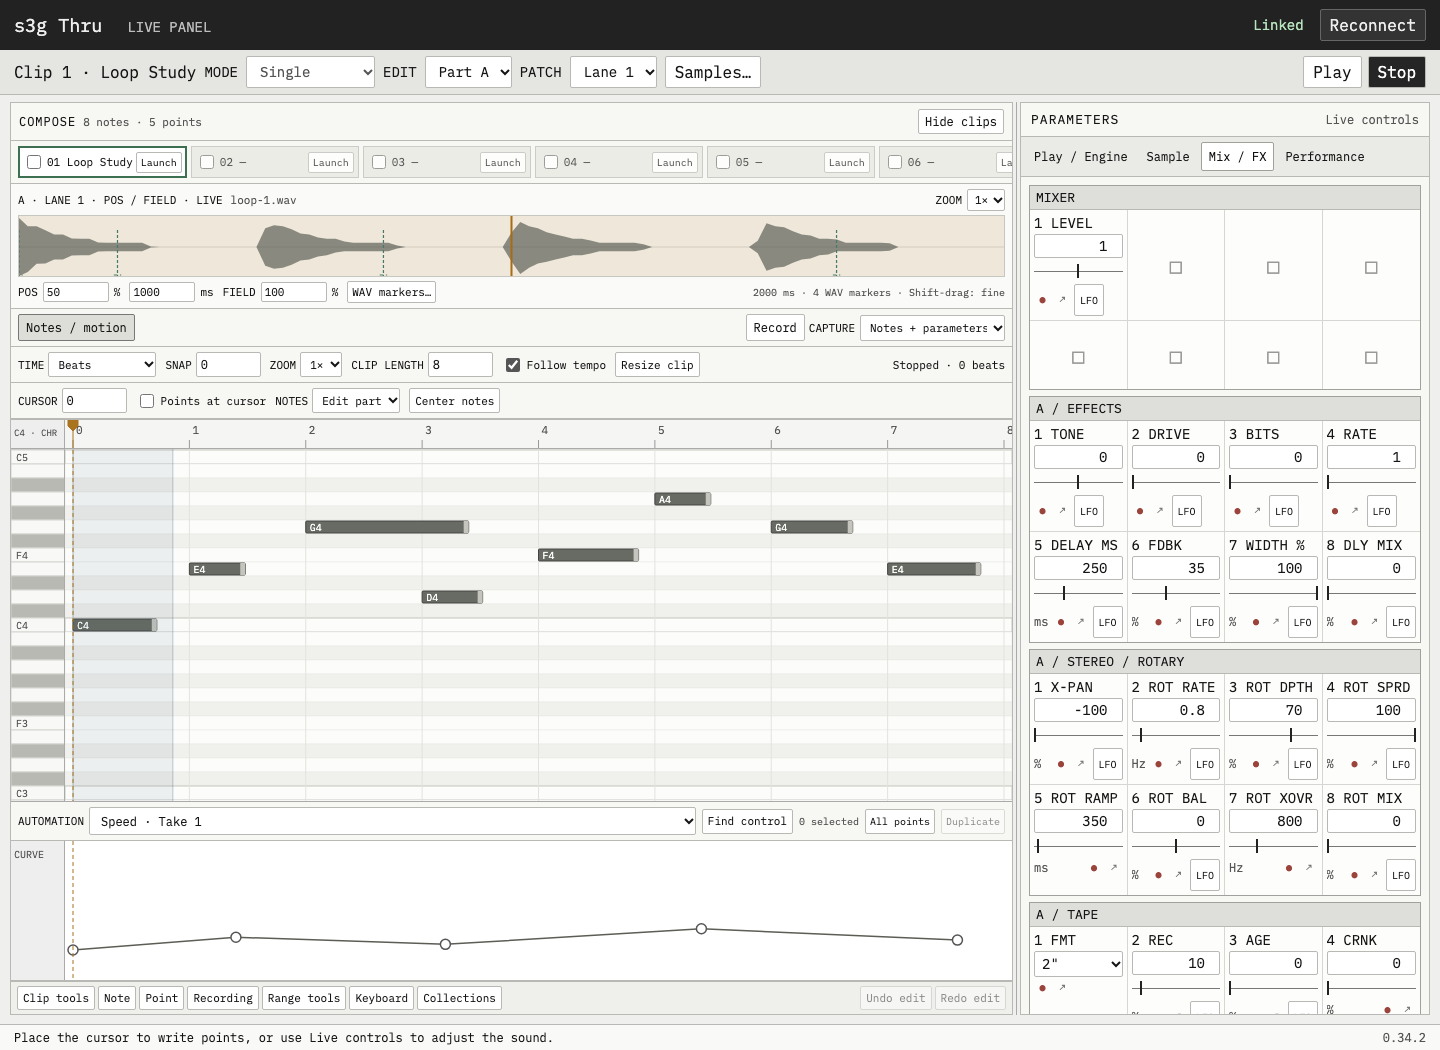 s3g Thru LIVE PANEL Linked Reconnect
Clip 1 · Loop Study MODE Single EDIT Part A PATCH Lane 1 Samples… Play Stop
COMPOSE 8 notes · 5 points Hide clips
01 Loop Study Launch 02 — Launch 03 — Launch 04 — Launch 05 — Launch 06 — La
A · LANE 1 · POS / FIELD · LIVE loop-1.wav ZOOM 1×
POS 50 % 1000 ms FIELD 100 % WAV markers… 2000 ms · 4 WAV markers · Shift-drag: fine
Notes / motion Record CAPTURE Notes + parameters
TIME Beats SNAP 0 ZOOM 1× CLIP LENGTH 8 Follow tempo Resize clip Stopped · 0 beats
CURSOR 0 Points at cursor NOTES Edit part Center notes
C4 · CHR 0 1 2 3 4 5 6 7 8
C5
A4
G4 G4
F4 F4
E4 E4
D4
C4 C4
F3
C3
AUTOMATION Speed · Take 1 Find control 0 selected All points Duplicate
CURVE
Clip tools Note Point Recording Range tools Keyboard Collections Undo edit Redo edit
PARAMETERS Live controls
Play / Engine Sample Mix / FX Performance
MIXER
1 LEVEL
1
LFO
A / EFFECTS
1 TONE 2 DRIVE 3 BITS 4 RATE
0 0 0 1
LFO LFO LFO LFO
5 DELAY MS 6 FDBK 7 WIDTH % 8 DLY MIX
250 35 100 0
ms LFO % LFO % LFO % LFO
A / STEREO / ROTARY
1 X-PAN 2 ROT RATE 3 ROT DPTH 4 ROT SPRD
-100 0.8 70 100
% LFO Hz LFO % LFO % LFO
5 ROT RAMP 6 ROT BAL 7 ROT XOVR 8 ROT MIX
350 0 800 0
ms % LFO Hz % LFO
A / TAPE
1 FMT 2 REC 3 AGE 4 CRNK
2" 10 0 0
Place the cursor to write points, or use Live controls to adjust the sound. 0.34.2